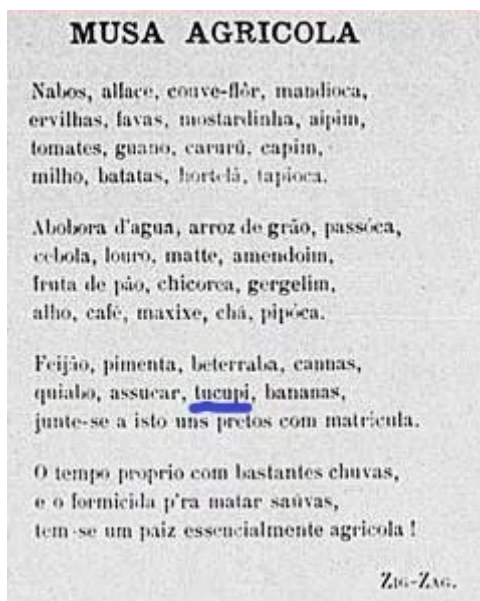 MUSA AGRICOLA
Nabos, alface, couve-flôr, mandioca,
ervilhas, favas, mostardinha, aipim,
tomates, guano, carurú, capim,
milho, batatas, hortelã, tapioca.
Abobora d'agua, arroz de grão, passóca,
cebola, louro, matte, amendoim,
fruta de pão, chicorea, gergelim,
alho, café, maxixe, chá, pipóca.
Feijão, pimenta, beterraba, cannas,
quiabo, assucar, tucupi, bananas,
junte-se a isto uns pretos com matricula.
O tempo proprio com bastantes chuvas,
e o formicida p'ra matar saúvas,
tem-se um paiz essencialmente agricola !
ZIG-ZAG.